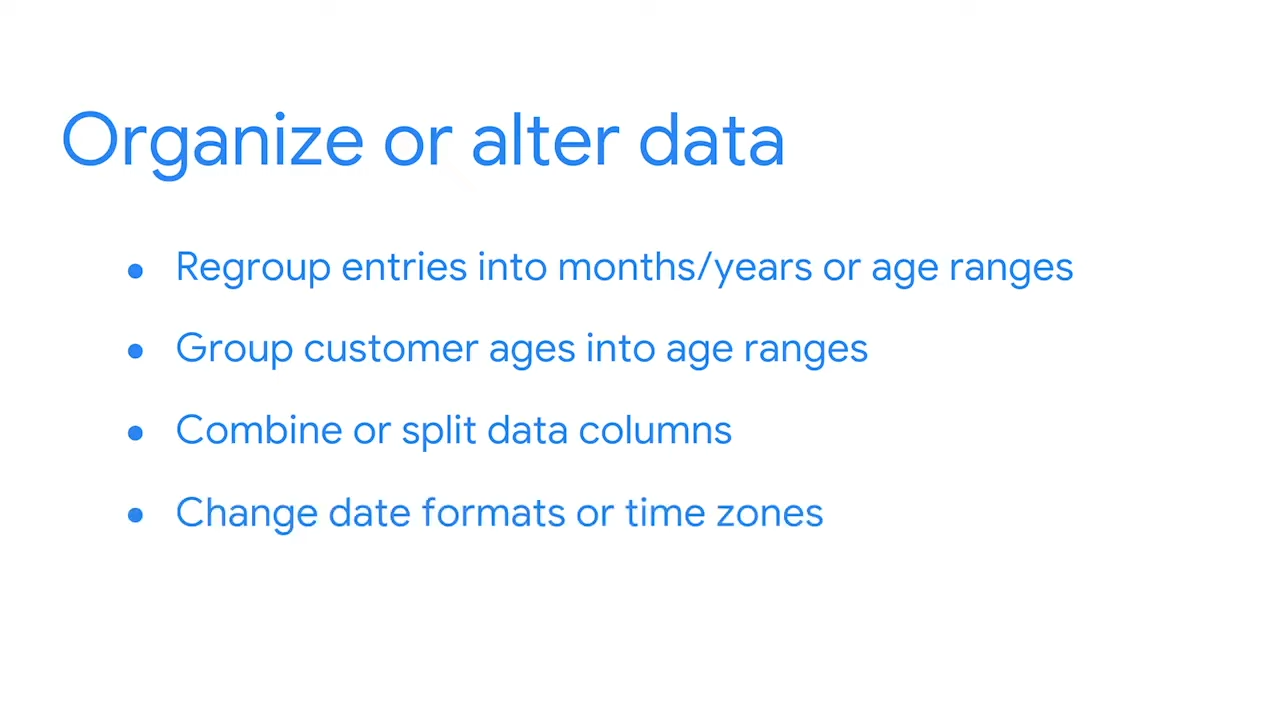 Organize or alter data
● Regroup entries into months/years or age ranges
● Group customer ages into age ranges
● Combine or split data columns
● Change date formats or time zones